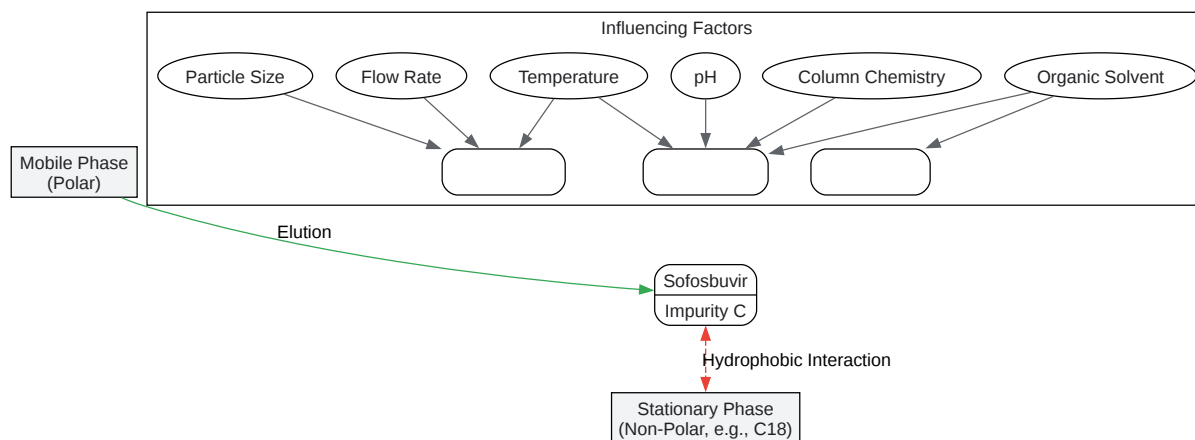 Influencing Factors
Particle Size
Flow Rate
Temperature
pH
Column Chemistry
Organic Solvent
Mobile Phase
(Polar)
Elution
Sofosbuvir
Impurity C
Hydrophobic Interaction
Stationary Phase
(Non-Polar, e.g., C18)